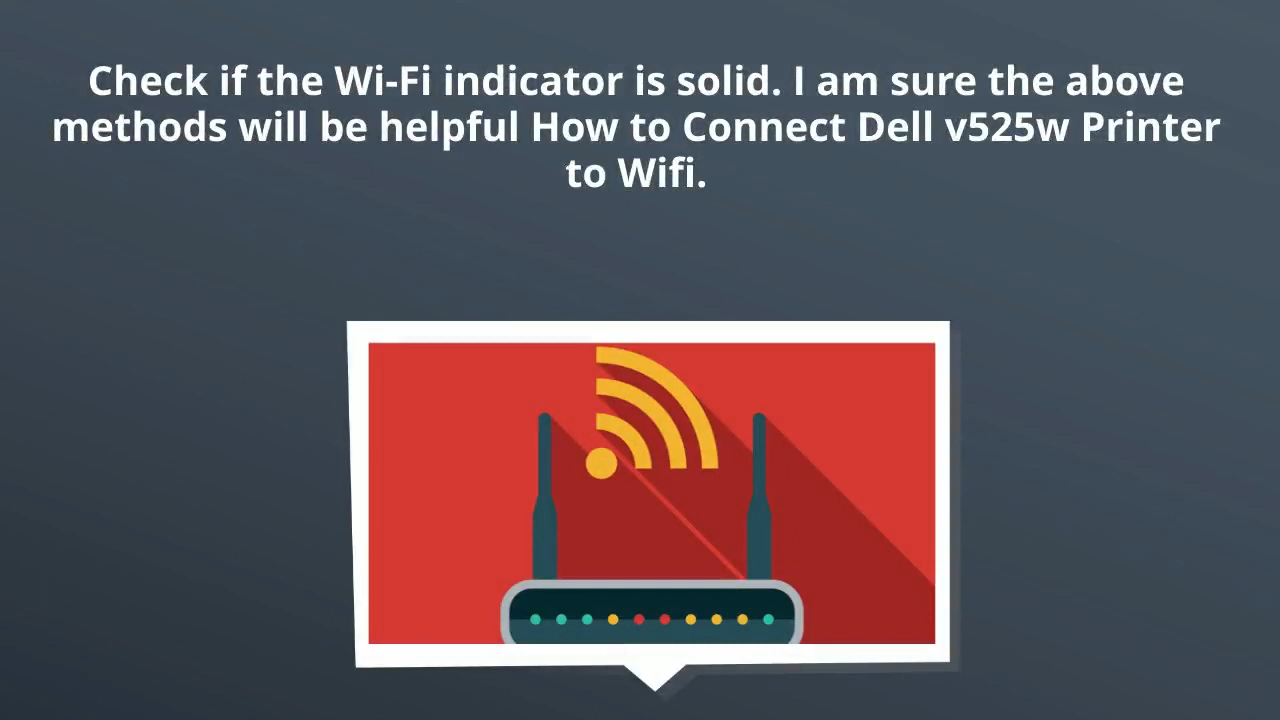 Check if the Wi-Fi indicator is solid. I am sure the above
methods will be helpful How to Connect Dell v525w Printer
to Wifi.